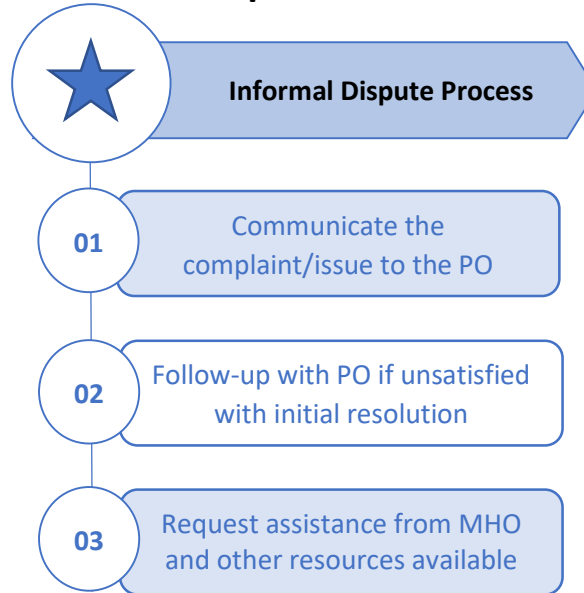 Informal Dispute Process
01
Communicate the
complaint/issue to the PO
02
Follow-up with PO if unsatisfied
with initial resolution
03
Request assistance from MHO
and other resources available